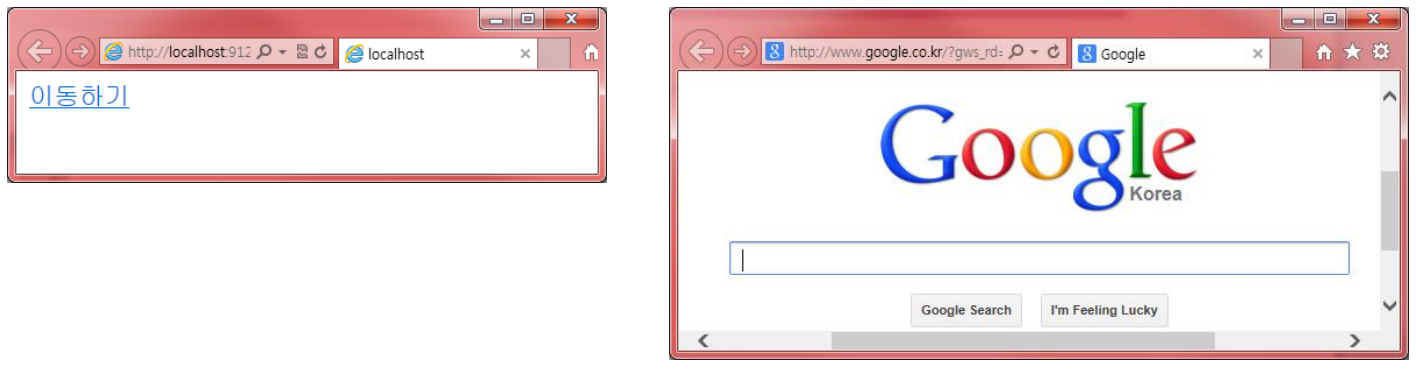 http://localhost:912
localhost
이동하기
http://www.google.co.kr/?gws_rd=
Google
Google
Korea
Google Search
I'm Feeling Lucky